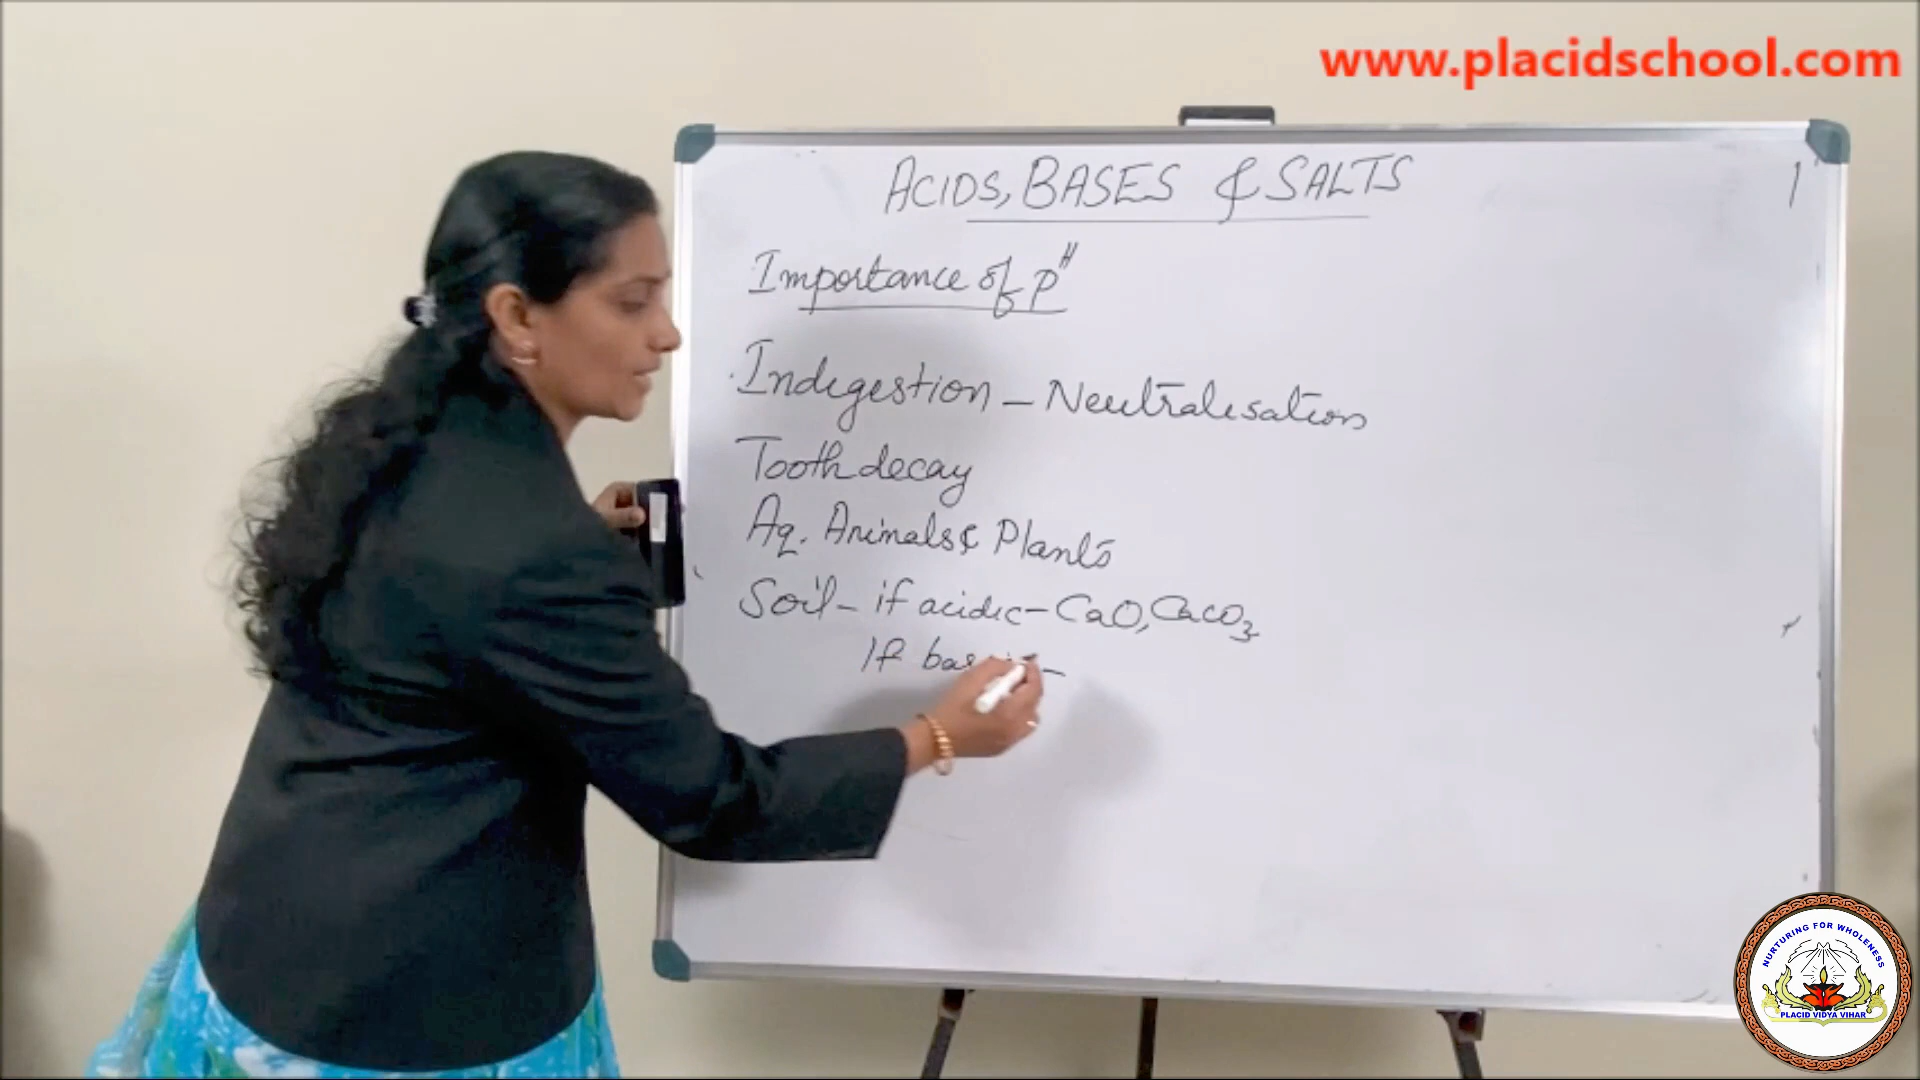 www.placidschool.com
ACIDS, BASES & SALTS
Importance of pH
Indigestion - Neutralisation
Tooth decay
Aq. Animals & Plants
Soil - if acidic - CaO, CaCO3
If basic -
NURTURING FOR WHOLENESS
PLACID VIDYA VIHAR